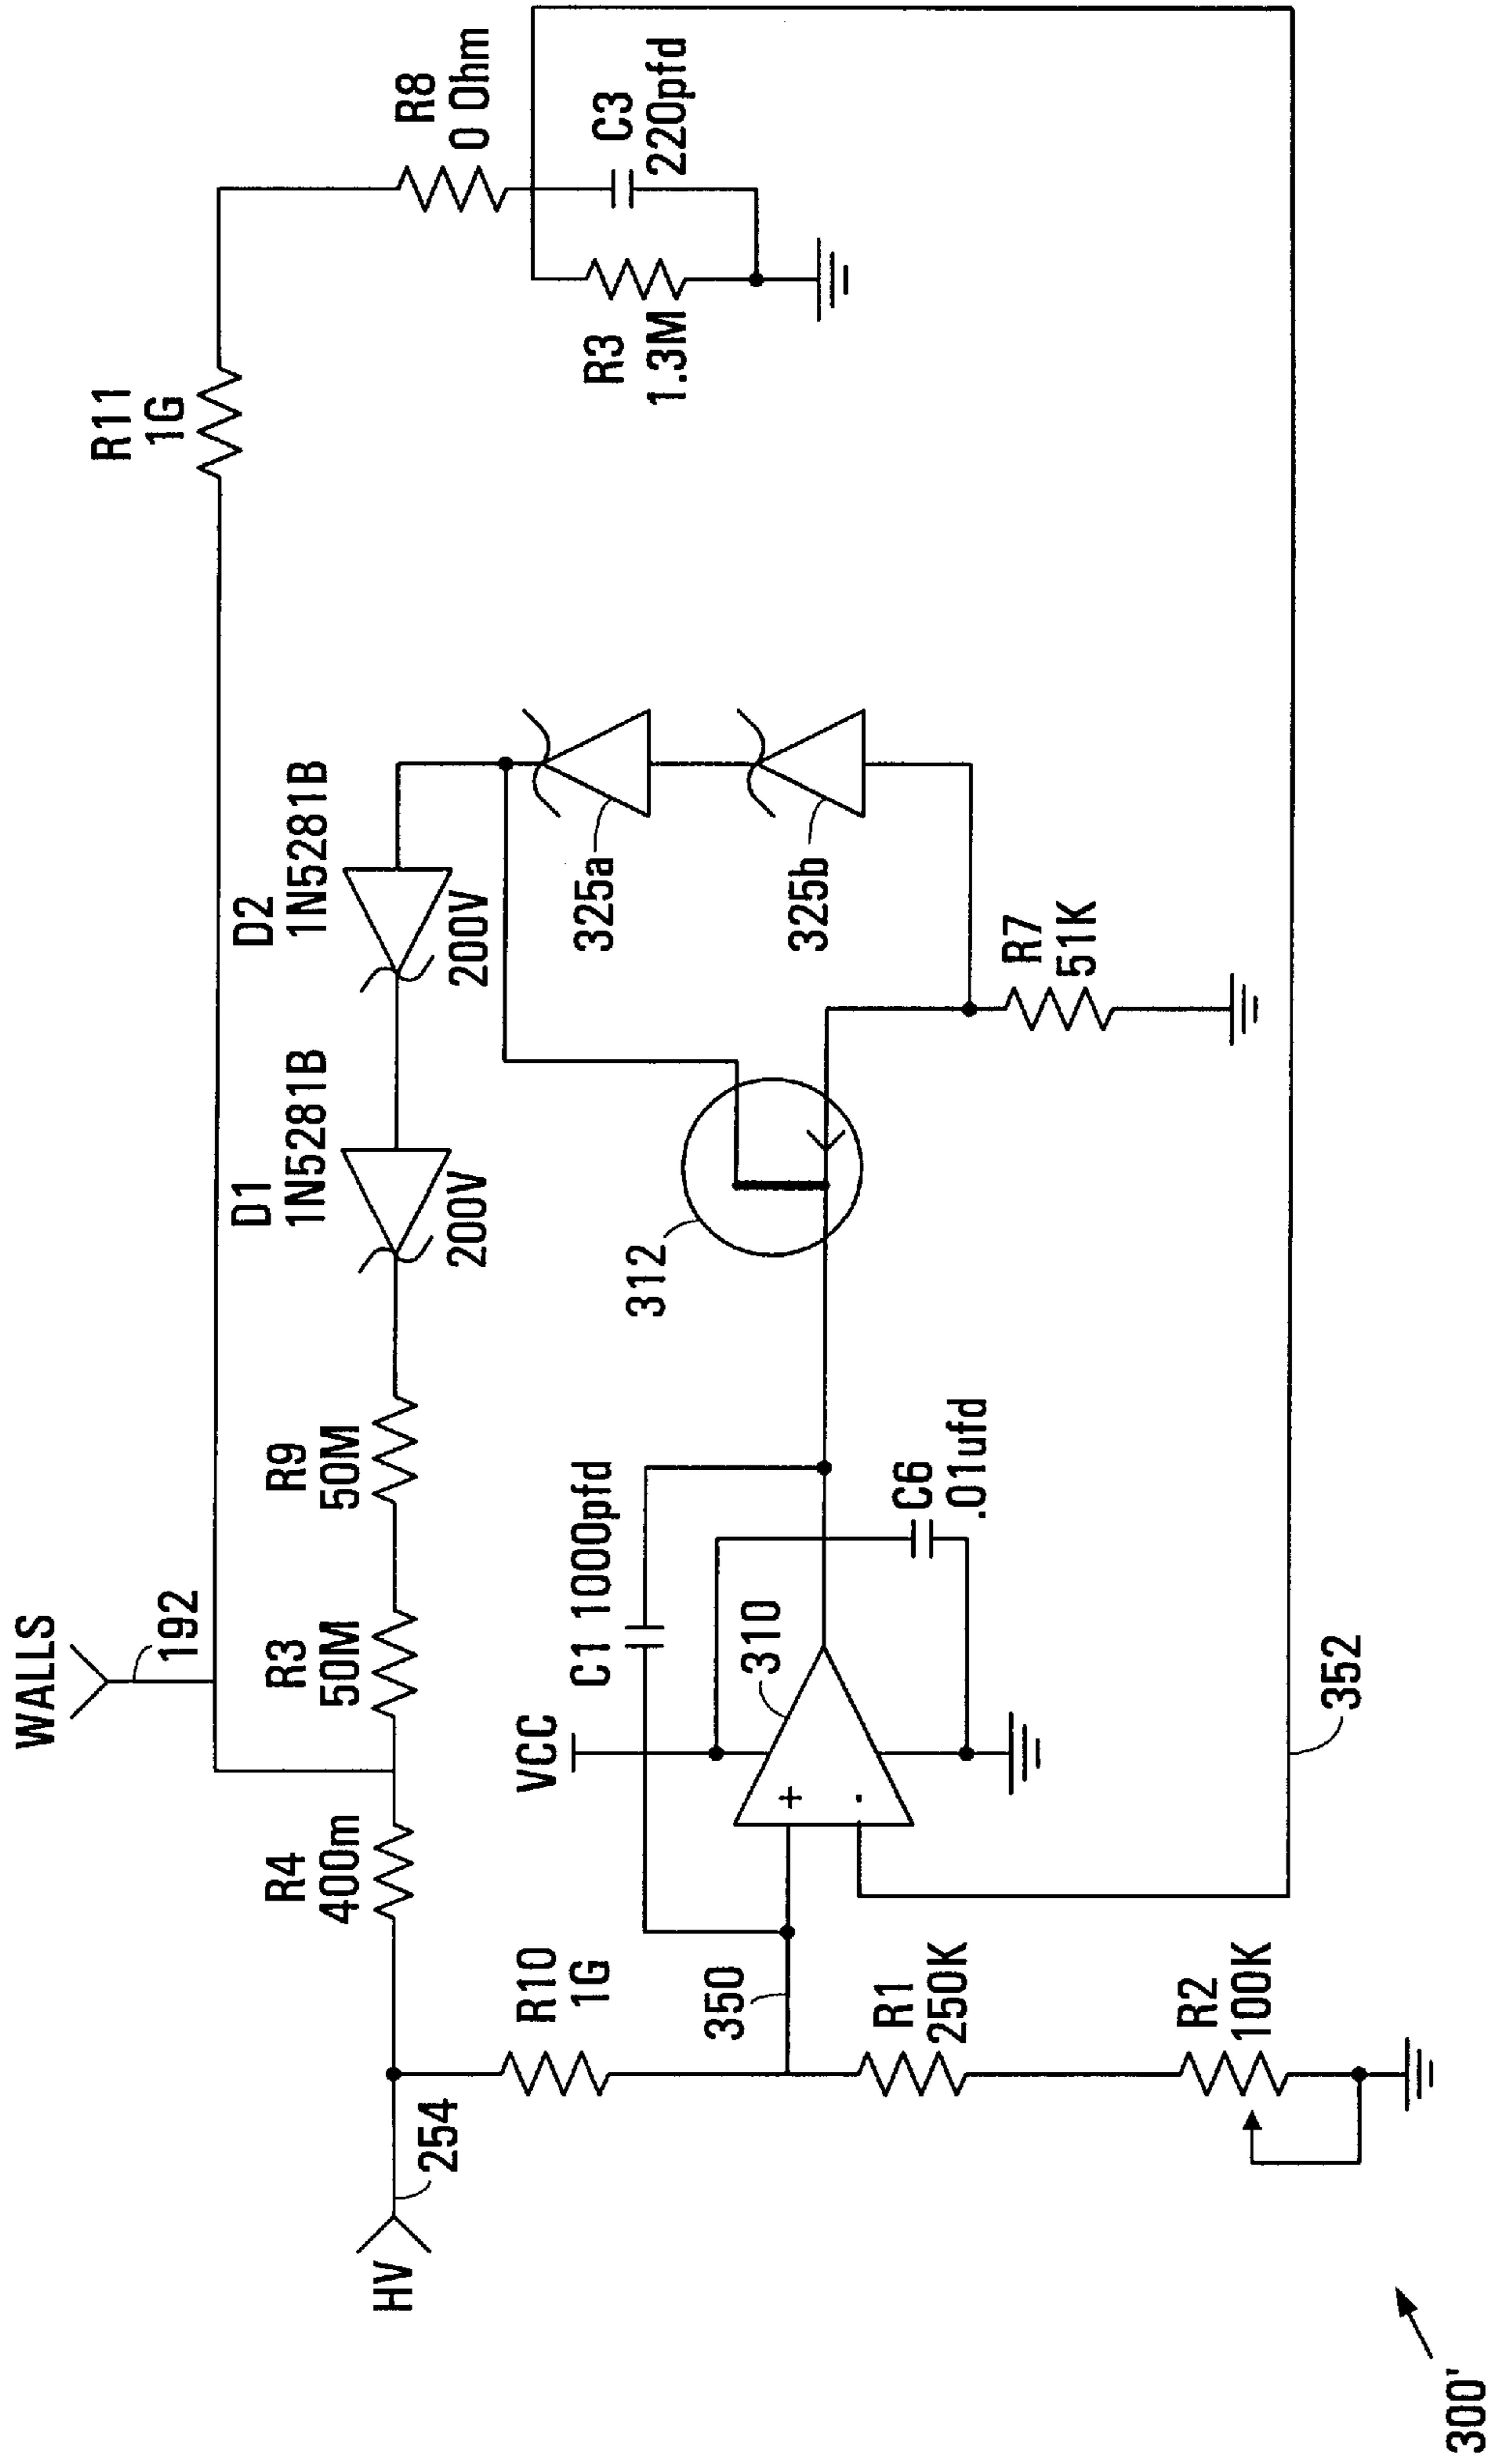 WALLS
192
HV
254
R4
400m
R3
50M
R9
50M
D1
1N5281B
200V
D2
1N5281B
200V
R11
1G
R8
0 Ohm
C3
220pfd
R3
1.3M
R10
1G
350
R1
250K
R2
100K
VCC
C1 1000pfd
310
+
-
C6
.01ufd
312
325a
325b
R7
51K
352
300'